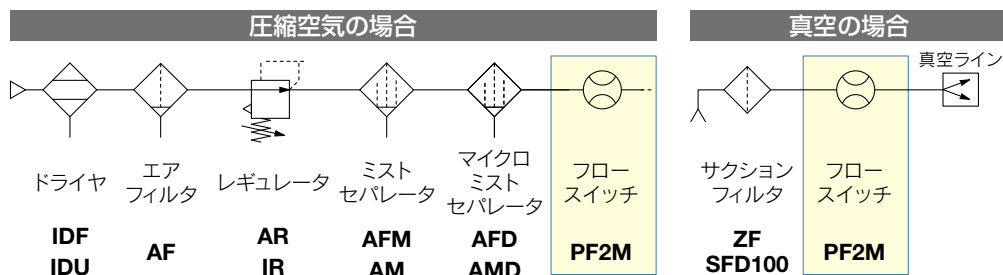 圧縮空気の場合
ドライヤ
エア
フィルタ
レギュレータ
ミスト
セパレータ
マイクロ
ミスト
セパレータ
フロー
スイッチ
IDF
IDU
AF
AR
IR
AFM
AM
AFD
AMD
PF2M
真空の場合
真空ライン
サクション
フィルタ
フロー
スイッチ
ZF
SFD100
PF2M